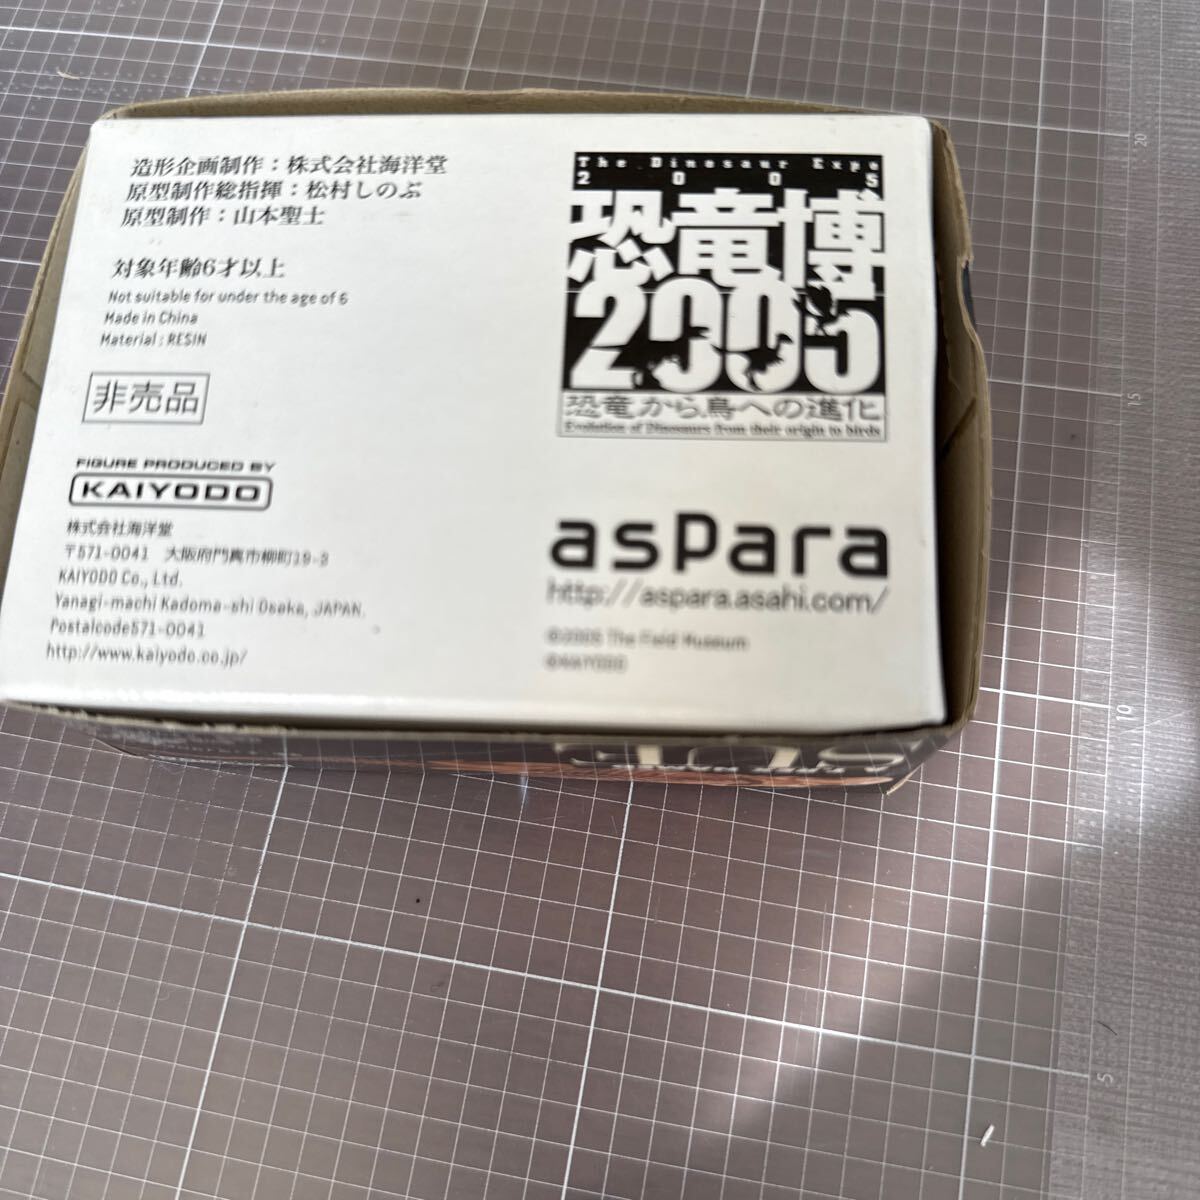 造形企画制作：株式会社海洋堂
原型制作総指揮：松村しのぶ
原型制作：山本聖士
対象年齢6才以上
Not suitable for under the age of 6
Made in China
Material : RESIN
非売品
FIGURE PRODUCED BY
KAIYODO
株式会社海洋堂
〒571-0041 大阪府門真市柳町19-3
KAIYODO Co., Ltd.
Yanagi-machi Kadoma-shi Osaka, JAPAN.
Postalcode571-0041
http://www.kaiyodo.co.jp/
The Dinosaur Expo
2005
恐竜博
2005
恐竜から鳥への進化
Evolution of Dinosaurs from their origin to birds
asPara
http://aspara.asahi.com/
©2005 The Field Museum
©KAIYODO
20
15
10
5